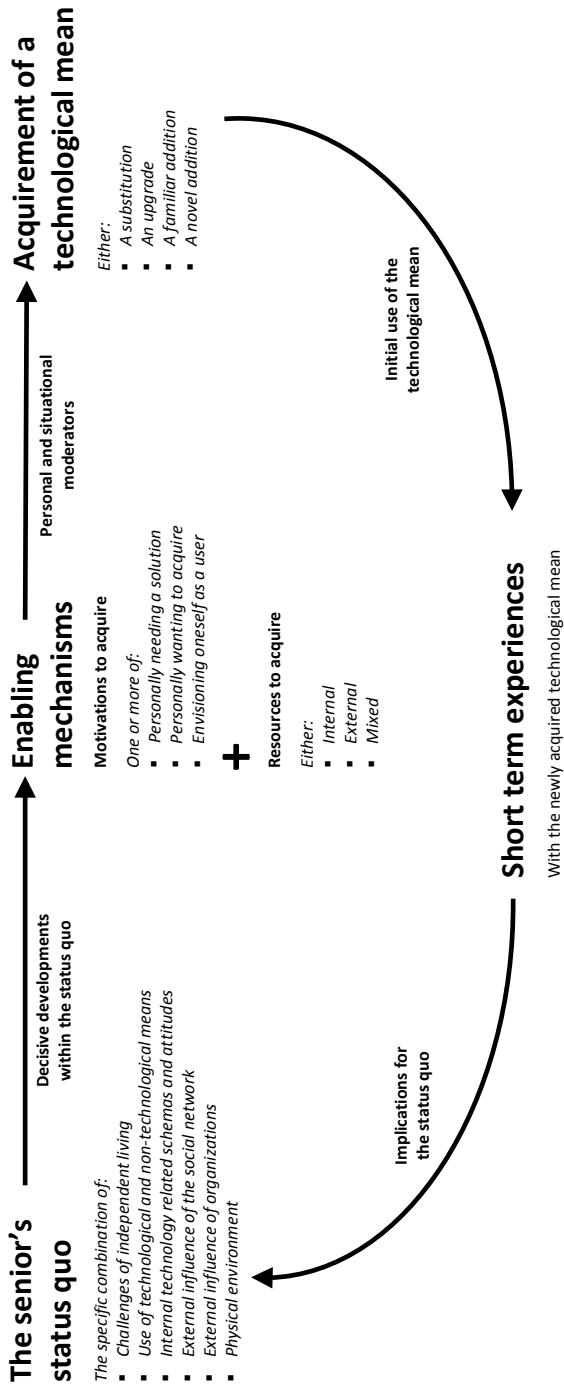 The senior's
status quo
The specific combination of:
▪ Challenges of independent living
▪ Use of technological and non-technological means
▪ Internal technology related schemas and attitudes
▪ External influence of the social network
▪ External influence of organizations
▪ Physical environment
Decisive developments
within the status quo
Enabling
mechanisms
Motivations to acquire
One or more of:
▪ Personally needing a solution
▪ Personally wanting to acquire
▪ Envisioning oneself as a user
+
Resources to acquire
Either:
▪ Internal
▪ External
▪ Mixed
Personal and situational
moderators
Acquirement of a
technological mean
Either:
▪ A substitution
▪ An upgrade
▪ A familiar addition
▪ A novel addition
Initial use of the
technological mean
Short term experiences
With the newly acquired technological mean
Implications for
the status quo